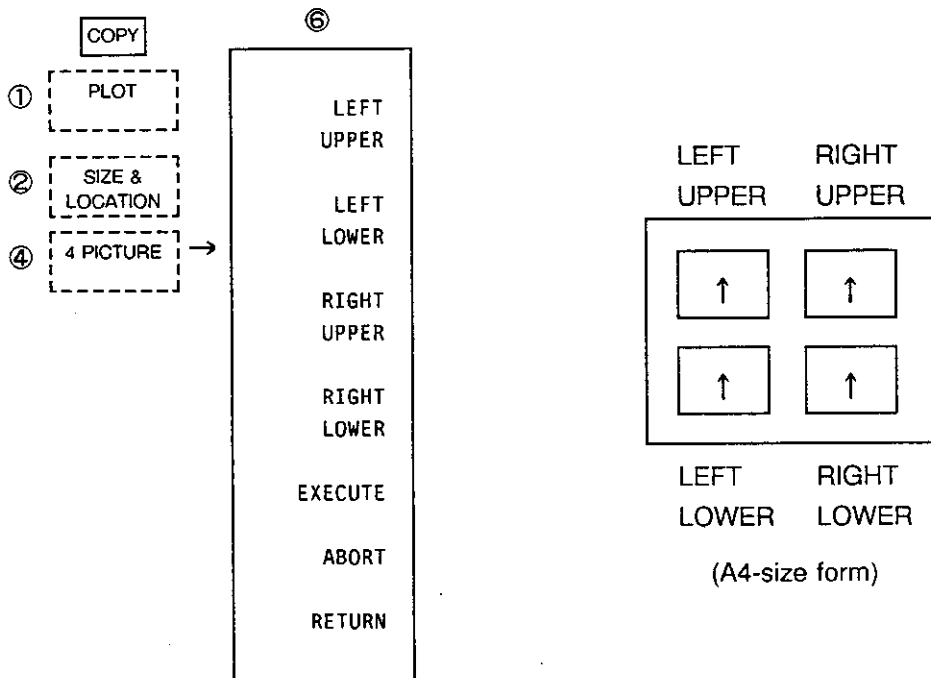 COPY
① PLOT
② SIZE &
LOCATION
④ 4 PICTURE →
⑥
LEFT
UPPER
LEFT
LOWER
RIGHT
UPPER
RIGHT
LOWER
EXECUTE
ABORT
RETURN
LEFT RIGHT
UPPER UPPER
↑ ↑
↑ ↑
LEFT RIGHT
LOWER LOWER
(A4-size form)